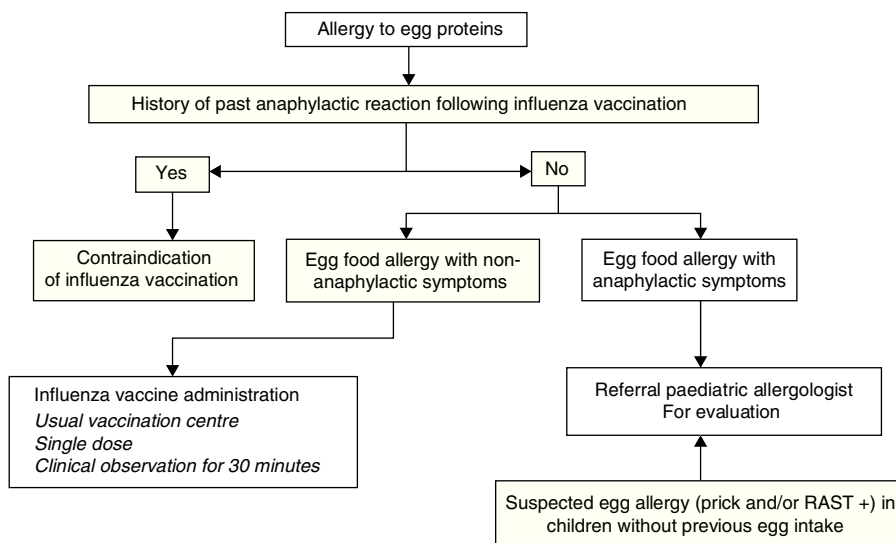 Allergy to egg proteins
History of past anaphylactic reaction following influenza vaccination
Yes
No
Contraindication
of influenza vaccination
Egg food allergy with non-
anaphylactic symptoms
Egg food allergy with
anaphylactic symptoms
Influenza vaccine administration
Usual vaccination centre
Single dose
Clinical observation for 30 minutes
Referral paediatric allergologist
For evaluation
Suspected egg allergy (prick and/or RAST +) in
children without previous egg intake